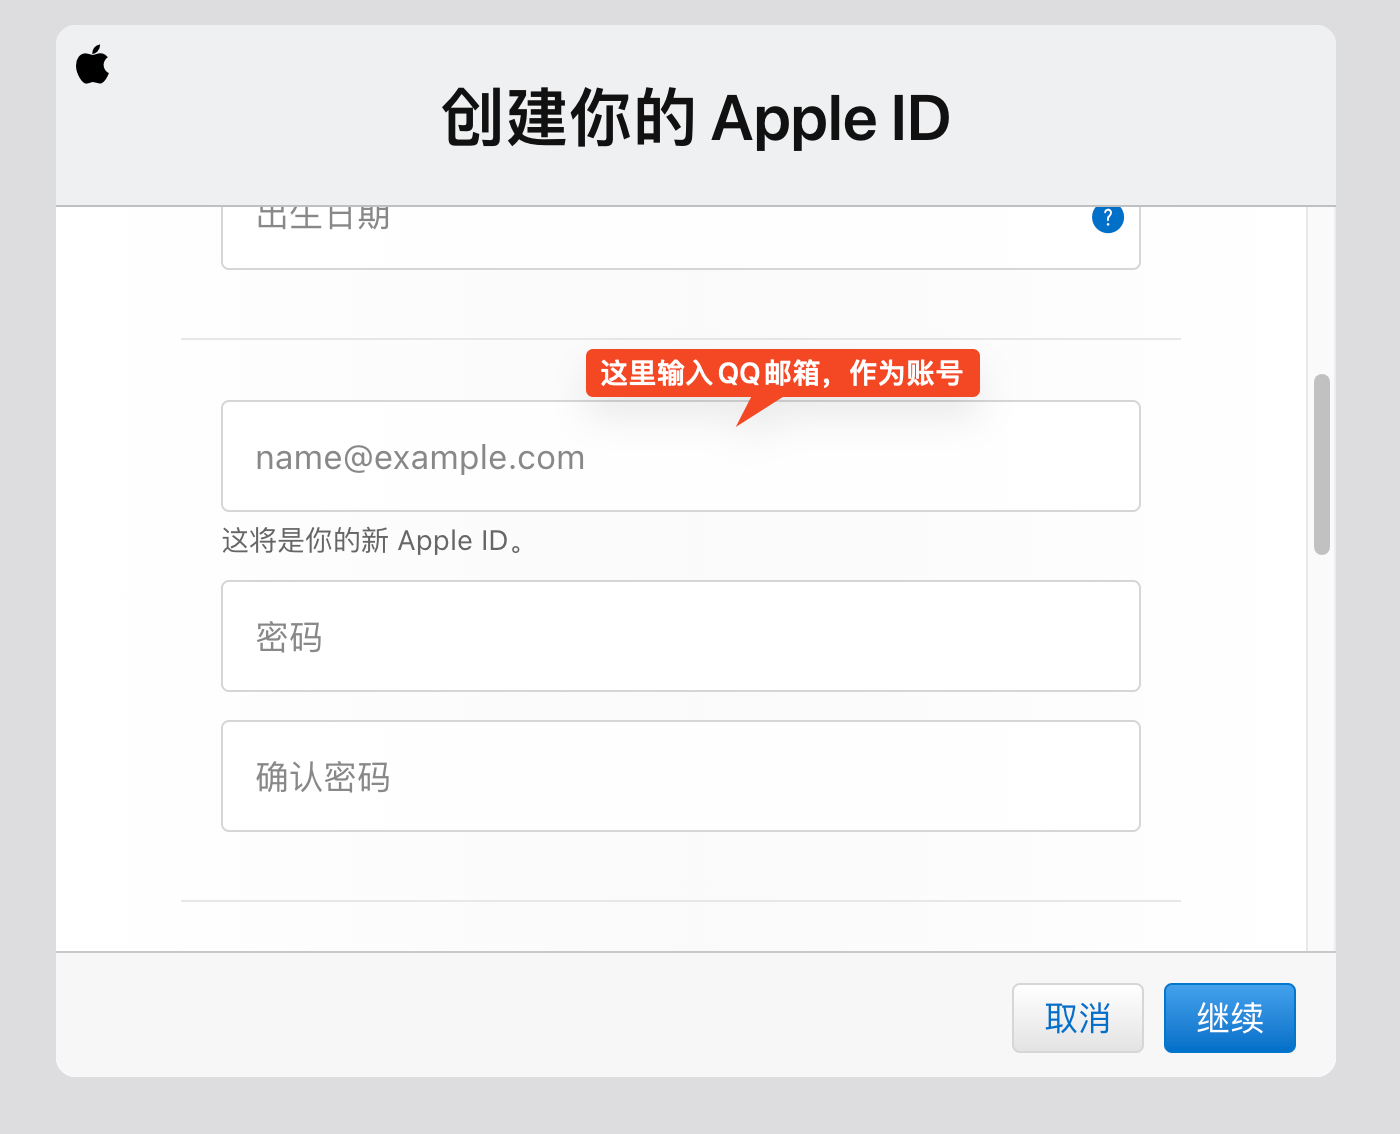 创建你的 Apple ID
出生日期
?
这里输入QQ邮箱，作为账号
name@example.com
这将是你的新 Apple ID。
密码
确认密码
取消
继续